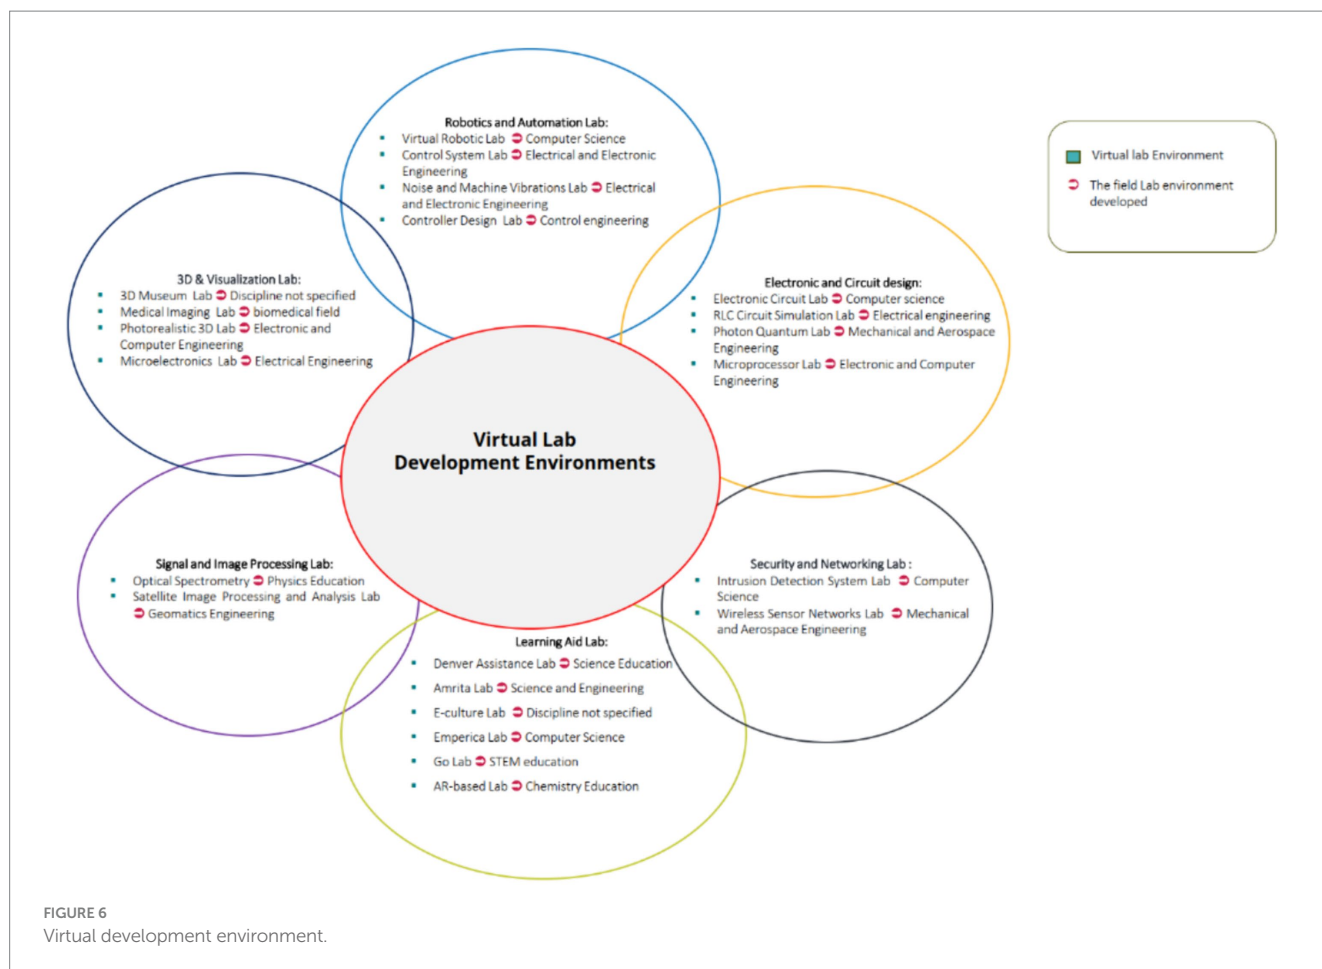 Robotics and Automation Lab:
Virtual Robotic Lab ➲ Computer Science
Control System Lab ➲ Electrical and Electronic
Engineering
Noise and Machine Vibrations Lab ➲ Electrical
and Electronic Engineering
Controller Design Lab ➲ Control engineering
Virtual lab Environment
The field Lab environment
developed
3D & Visualization Lab:
3D Museum Lab ➲ Discipline not specified
Medical Imaging Lab ➲ biomedical field
Photorealistic 3D Lab ➲ Electronic and
Computer Engineering
Microelectronics Lab ➲ Electrical Engineering
Electronic and Circuit design:
Electronic Circuit Lab ➲ Computer science
RLC Circuit Simulation Lab ➲ Electrical engineering
Photon Quantum Lab ➲ Mechanical and Aerospace
Engineering
Microprocessor Lab ➲ Electronic and Computer
Engineering
Virtual Lab
Development Environments
Signal and Image Processing Lab:
Optical Spectrometry ➲ Physics Education
Satellite Image Processing and Analysis Lab
➲ Geomatics Engineering
Security and Networking Lab :
Intrusion Detection System Lab ➲ Computer
Science
Wireless Sensor Networks Lab ➲ Mechanical
and Aerospace Engineering
Learning Aid Lab:
Denver Assistance Lab ➲ Science Education
Amrita Lab ➲ Science and Engineering
E-culture Lab ➲ Discipline not specified
Emperica Lab ➲ Computer Science
Go Lab ➲ STEM education
AR-based Lab ➲ Chemistry Education
FIGURE 6
Virtual development environment.